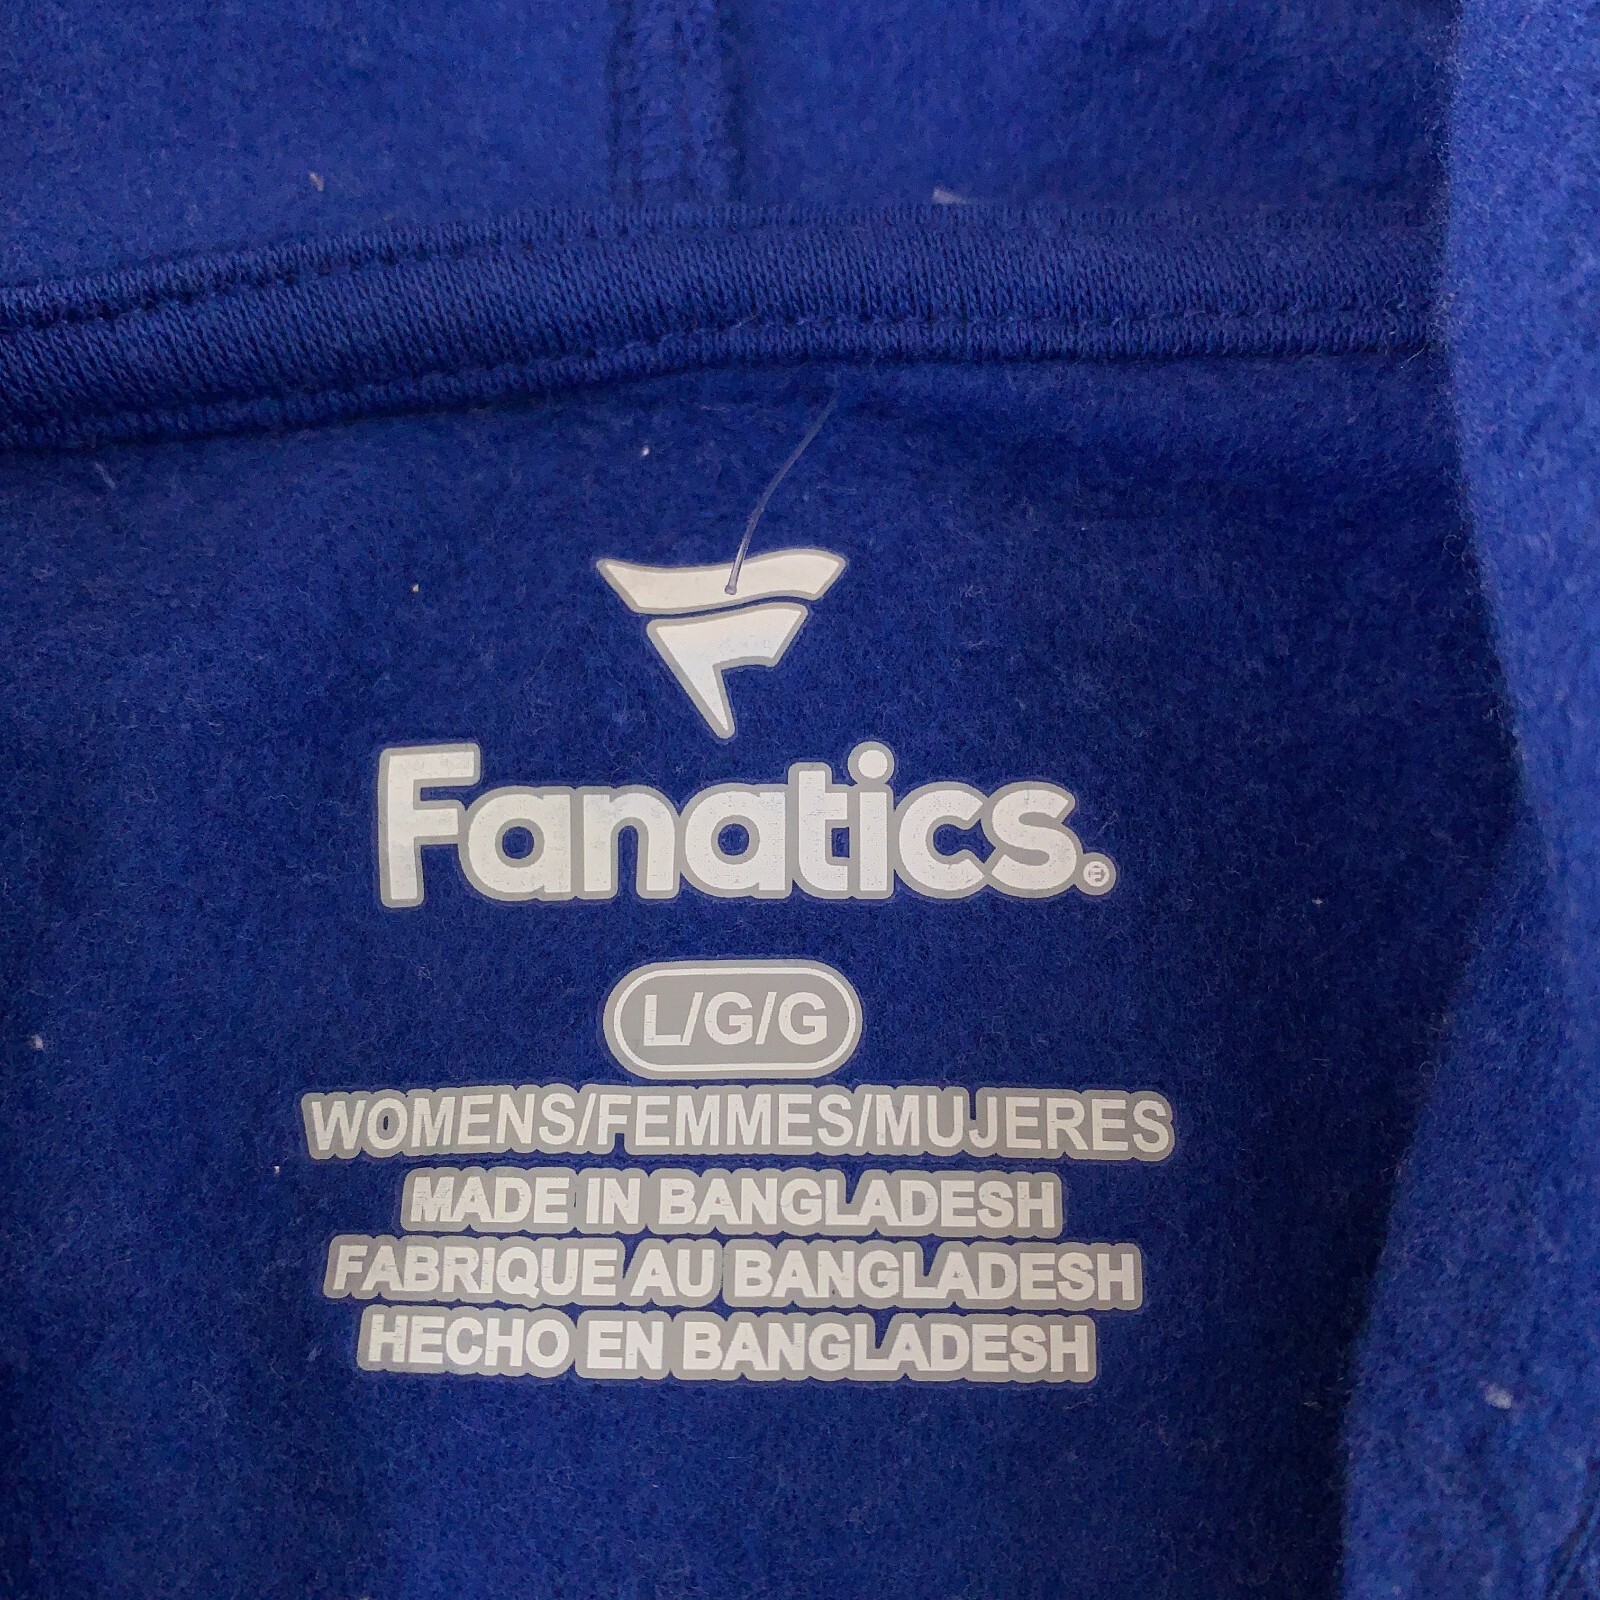 Fanatics®
L/G/G
WOMENS/FEMMES/MUJERES
MADE IN BANGLADESH
FABRIQUE AU BANGLADESH
HECHO EN BANGLADESH